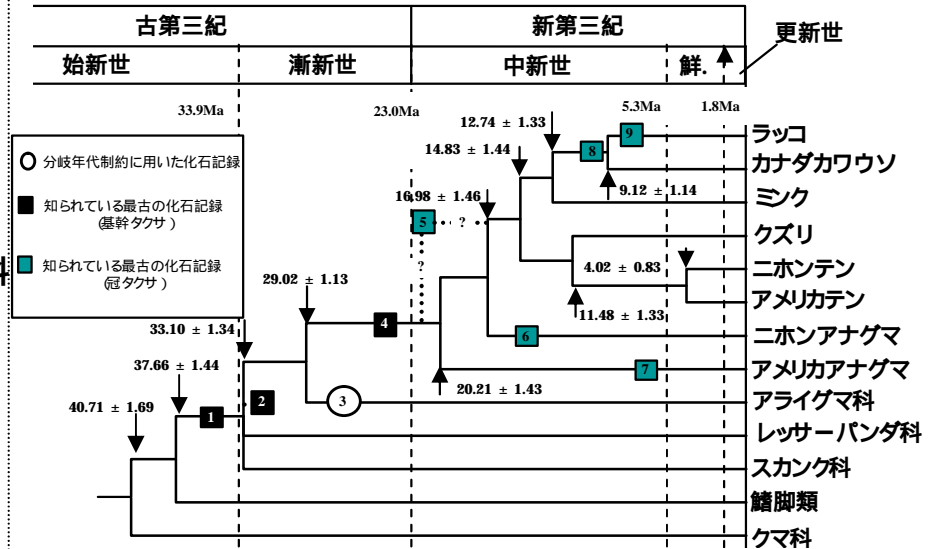 古第三紀
新第三紀
更新世
始新世
漸新世
中新世
鮮.
33.9Ma
23.0Ma
5.3Ma
1.8Ma
分岐年代制約に用いた化石記録
知られている最古の化石記録
(基幹タクサ)
知られている最古の化石記録
(冠タクサ)
科
12.74 ± 1.33
14.83 ± 1.44
16.98 ± 1.46
9.12 ± 1.14
4.02 ± 0.83
11.48 ± 1.33
29.02 ± 1.13
33.10 ± 1.34
37.66 ± 1.44
40.71 ± 1.69
20.21 ± 1.43
9
8
5
?
?
4
6
7
2
3
1
ラッコ
カナダカワウソ
ミンク
クズリ
ニホンテン
アメリカテン
ニホンアナグマ
アメリカアナグマ
アライグマ科
レッサーパンダ科
スカンク科
鰭脚類
クマ科